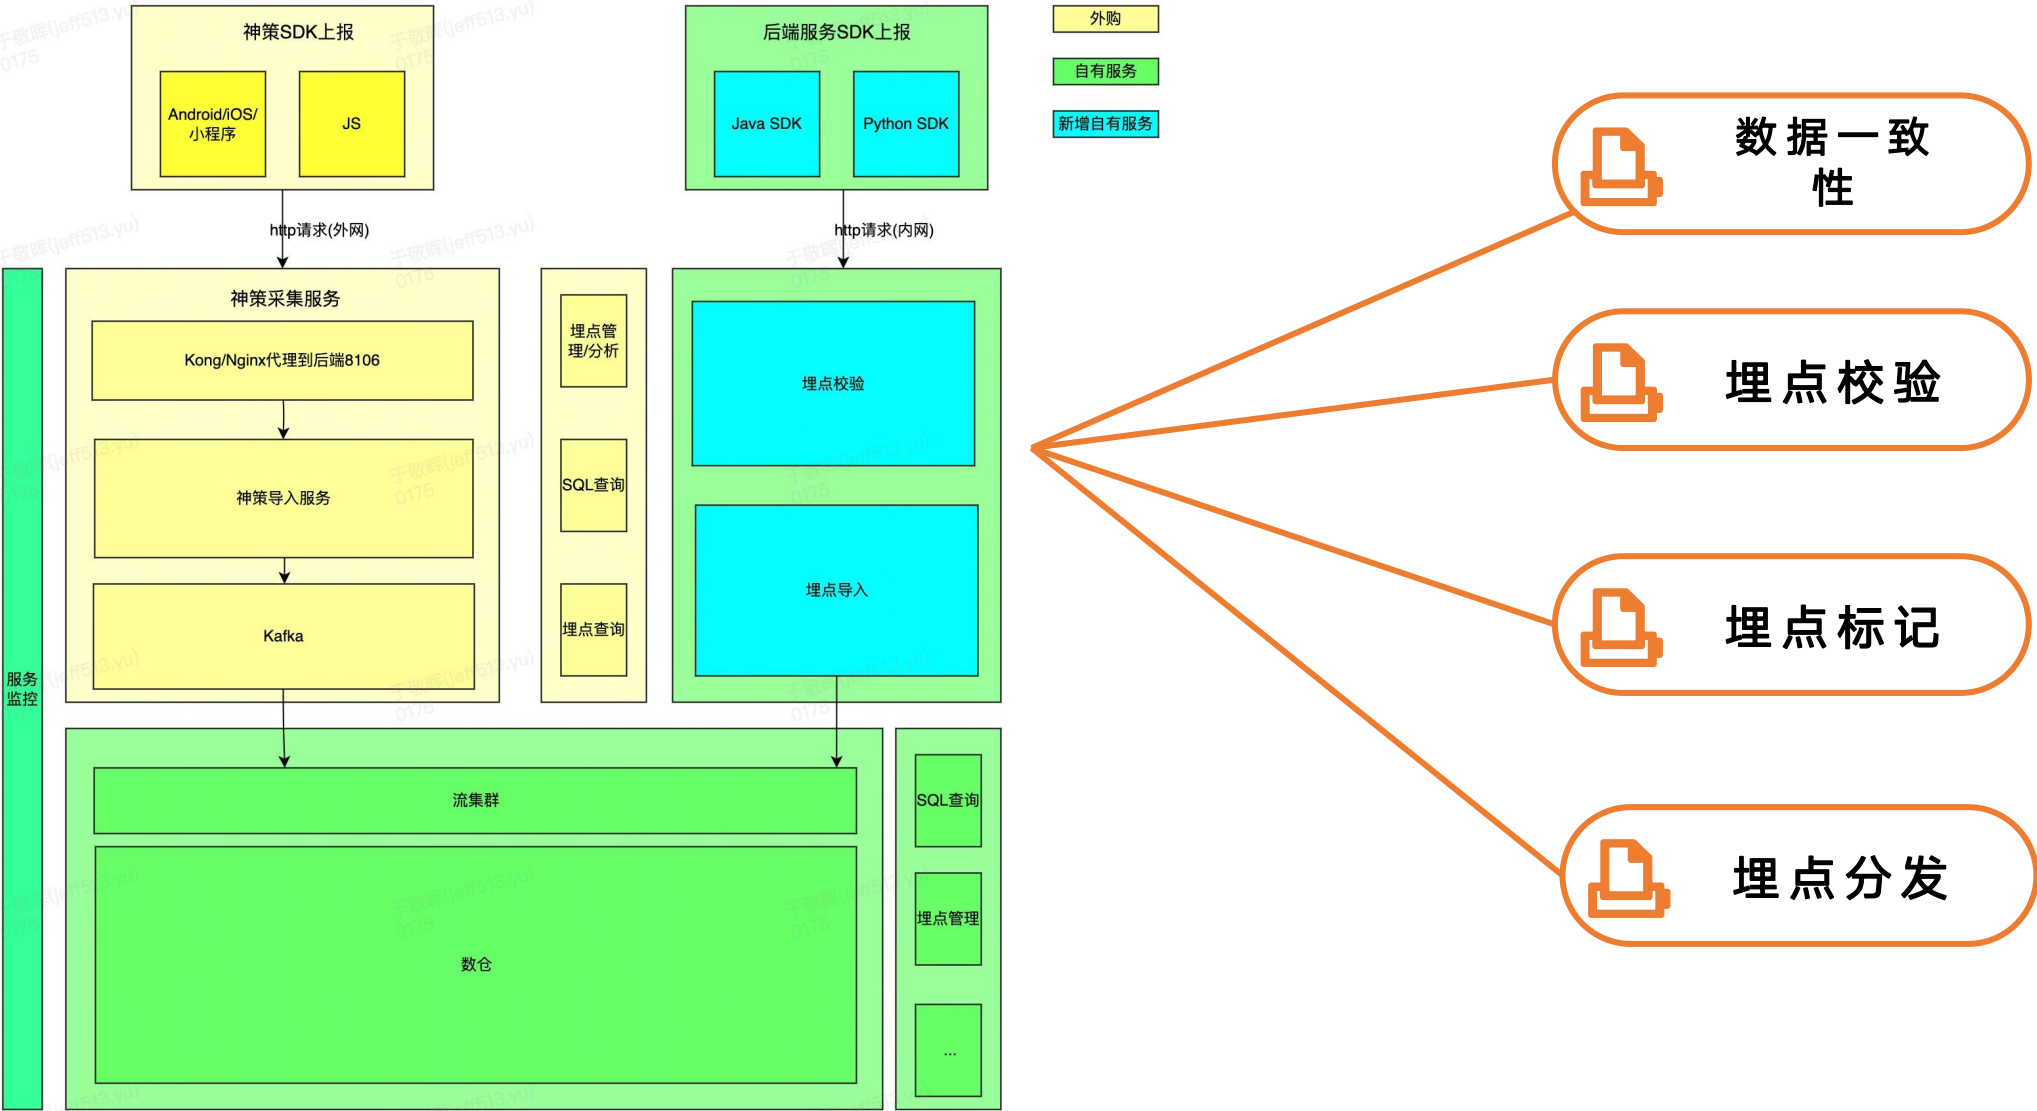 神策SDK上报
Android/iOS/
小程序
JS
http请求(外网)
后端服务SDK上报
Java SDK
Python SDK
http请求(内网)
外购
自有服务
新增自有服务
服务
监控
神策采集服务
Kong/Nginx代理到后端8106
神策导入服务
Kafka
埋点管
理/分析
SQL查询
埋点查询
埋点校验
埋点导入
流集群
数仓
SQL查询
埋点管理
...
数据一致
性
埋点校验
埋点标记
埋点分发
于敬晖(jeff513.yu)
0175